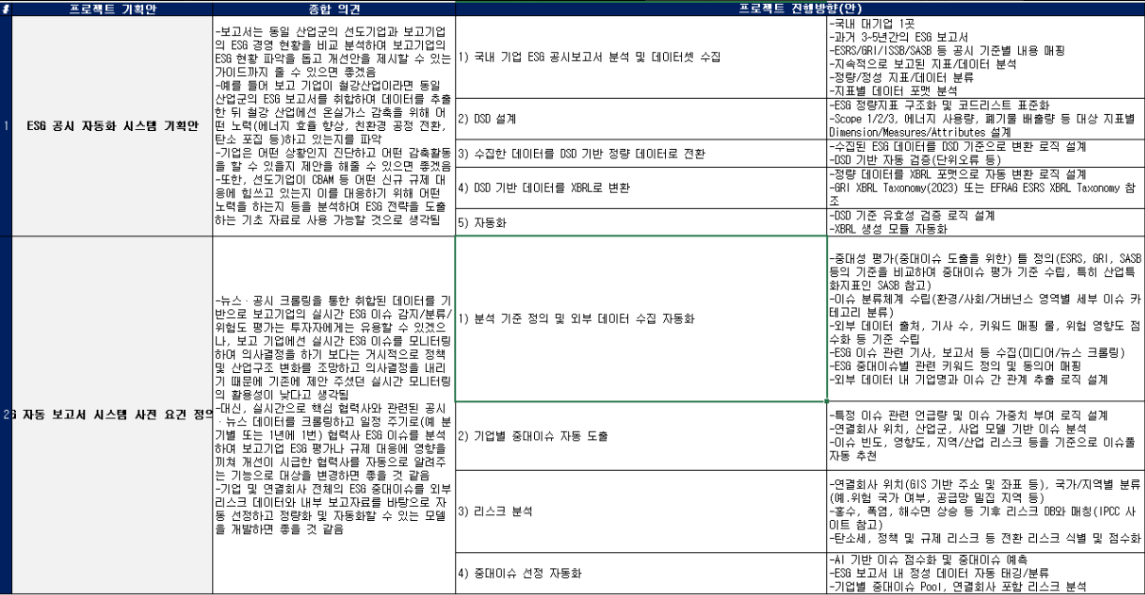 # 프로젝트 기획안 종합 의견 프로젝트 진행방향(안)
1
ESG 공시 자동화 시스템 기획안
-보고서는 동일 산업군의 선도기업과 보고기업
의 ESG 경영 현황을 비교 분석하여 보고기업의
ESG 현황 파악을 돕고 개선안을 제시할 수 있는
가이드까지 줄 수 있으면 좋겠음
-예를 들어 보고 기업이 철강산업이라면 동일
산업군의 ESG 보고서를 취합하여 데이터를 추출
한 뒤 철강 산업에선 온실가스 감축을 위해 어
떤 노력(에너지 효율 향상, 친환경 공정 전환,
탄소 포집 등)하고 있는지를 파악
-기업은 어떤 상황인지 진단하고 어떤 감축활동
을 할 수 있을지 제안을 해줄 수 있으면 좋겠음
-또한, 선도기업이 CBAM 등 어떤 신규 규제 대
응에 힘쓰고 있는지 이를 대응하기 위해 어떤
노력을 하는지 등을 분석하여 ESG 전략을 도출
하는 기초 자료로 사용 가능할 것으로 생각됨
1) 국내 기업 ESG 공시보고서 분석 및 데이터셋 수집
-국내 대기업 1곳
-과거 3-5년간의 ESG 보고서
-ESRS/GRI/ISSB/SASB 등 공시 기준별 내용 매핑
-지속적으로 보고된 지표/데이터 분석
-정량/정성 지표/데이터 분류
-지표별 데이터 포맷 분석
2) DSD 설계
-ESG 정량지표 구조화 및 코드리스트 표준화
-Scope 1/2/3, 에너지 사용량, 폐기물 배출량 등 대상 지표별
Dimension/Measures/Attributes 설계
3) 수집한 데이터를 DSD 기반 정량 데이터로 전환
-수집된 ESG 데이터를 DSD 기준으로 변환 로직 설계
-DSD 기반 자동 검증(단위오류 등)
4) DSD 기반 데이터를 XBRL로 변환
-정량 데이터를 XBRL 포맷으로 자동 변환 로직 설계
-GRI XBRL Taxonomy(2023) 또는 EFRAG ESRS XBRL Taxonomy 참
조
5) 자동화
-DSD 기준 유효성 검증 로직 설계
-XBRL 생성 모듈 자동화
2
자동 보고서 시스템 사전 요건 정의
-뉴스·공시 크롤링을 통한 취합된 데이터를 기
반으로 보고기업의 실시간 ESG 이슈 감지/분류/
위험도 평가는 투자자에게는 유용할 수 있겠으
나, 보고 기업에선 실시간 ESG 이슈를 모니터링
하여 의사결정을 하기 보다는 거시적으로 정책
및 산업구조 변화를 조망하고 의사결정을 내리
기 때문에 기존에 제안 주셨던 실시간 모니터링
의 활용성이 낮다고 생각됨
-대신, 실시간으로 핵심 협력사와 관련된 공시
·뉴스 데이터를 크롤링하고 일정 주기로(예 분
기별 또는 1년에 1번) 협력사 ESG 이슈를 분석
하여 보고기업 ESG 평가나 규제 대응에 영향을
끼쳐 개선이 시급한 협력사를 자동으로 알려주
는 기능으로 대상을 변경하면 좋을 것 같음
-기업 및 연결회사 전체의 ESG 중대이슈를 외부
리스크 데이터와 내부 보고자료를 바탕으로 자
동 선정하고 정량화 및 자동화할 수 있는 모델
을 개발하면 좋을 것 같음
1) 분석 기준 정의 및 외부 데이터 수집 자동화
-중대성 평가(중대이슈 도출을 위한) 를 정의(ESRS, GRI, SASB
등의 기준을 비교하여 중대이슈 평가 기준 수립, 특히 산업특
화지표인 SASB 참고)
-이슈 분류체계 수립(환경/사회/거버넌스 영역별 세부 이슈 카
테고리 분류)
-외부 데이터 출처, 기사 수, 키워드 매핑 룰, 위험 영향도 점
수화 등 기준 수립
-ESG 이슈 관련 기사, 보고서 등 수집(미디어/뉴스 크롤링)
-ESG 중대이슈별 관련 키워드 정의 및 동의어 매핑
-외부 데이터 내 기업명과 이슈 간 관계 추출 로직 설계
2) 기업별 중대이슈 자동 도출
-특정 이슈 관련 언급량 및 이슈 가중치 부여 로직 설계
-연결회사 위치, 산업군, 사업 모델 기반 이슈 분석
-이슈 빈도, 영향도, 지역/산업 리스크 등을 기준으로 이슈풀
자동 추천
3) 리스크 분석
-연결회사 위치(GIS 기반 주소 및 좌표 등), 국가/지역별 분류
(예.위험 국가 여부, 공급망 밀집 지역 등)
-홍수, 폭염, 해수면 상승 등 기후 리스크 DB와 매칭(IPCC 사
이트 참고)
-탄소세, 정책 및 규제 리스크 등 전환 리스크 식별 및 점수화
4) 중대이슈 선정 자동화
-AI 기반 이슈 점수화 및 중대이슈 예측
-ESG 보고서 내 정성 데이터 자동 태깅/분류
-기업별 중대이슈 Pool, 연결회사 포함 리스크 분석